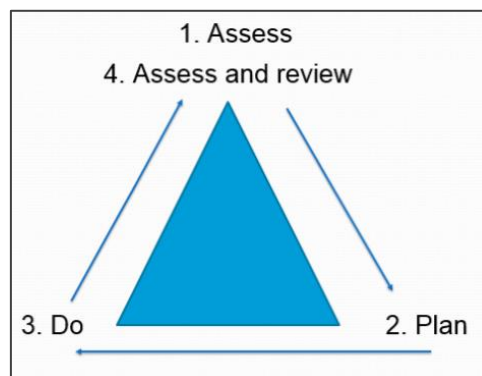 1. Assess
4. Assess and review
3. Do
2. Plan